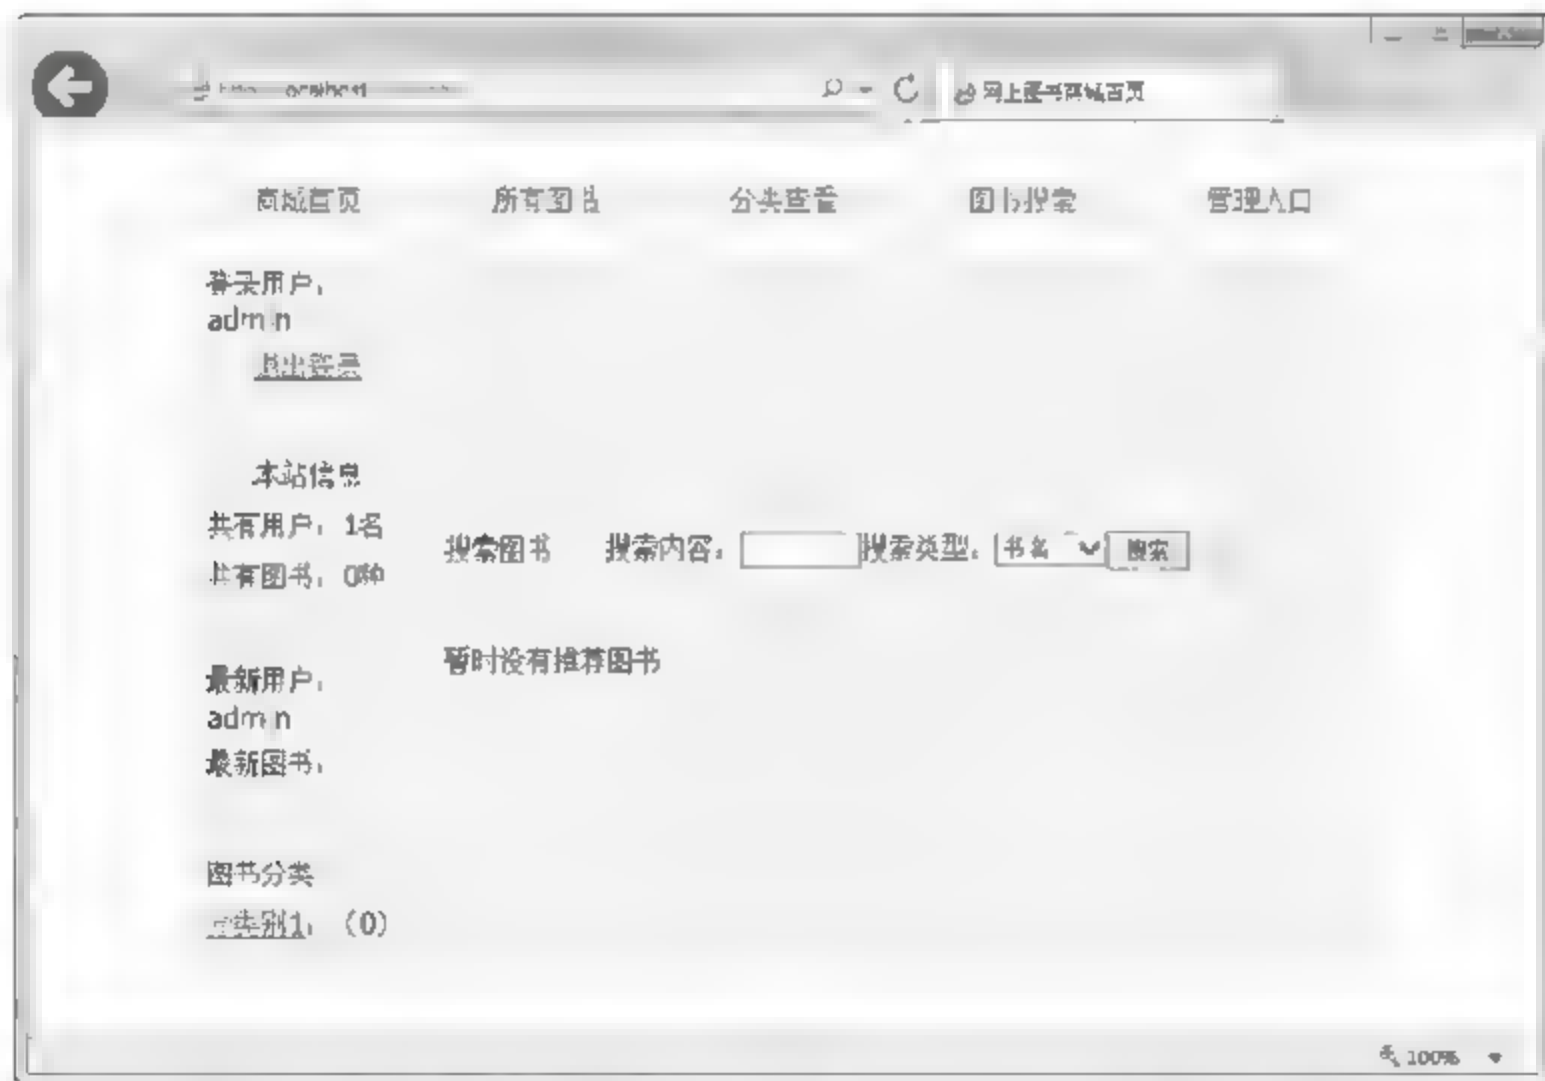 网上图书商城首页
商城首页 所有图书 分类查看 图书搜索 管理入口
登录用户：
admin
退出登录
本站信息
共有用户：1名
共有图书：0种
搜索图书 搜索内容： 搜索类型：书名 搜索
暂时没有推荐图书
最新用户：
admin
最新图书：
图书分类
类别1：（0）
100%